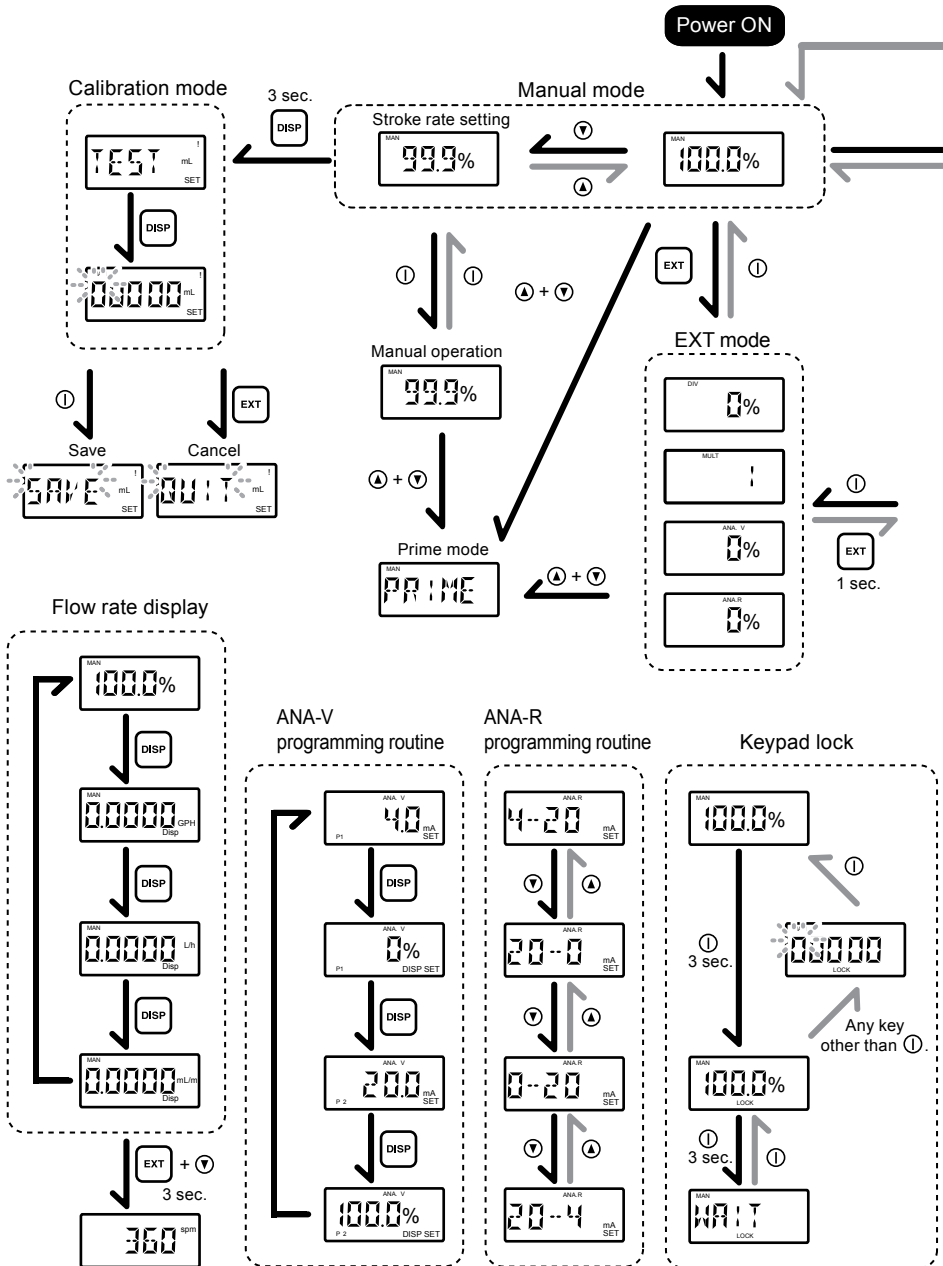 Power ON
Calibration mode
3 sec.
DISP
Manual mode
Stroke rate setting
MAN
99.9%
MAN
100.0%
TEST
!
mL
SET
DISP
00000
!
mL
SET
EXT
EXT mode
+
Manual operation
MAN
99.9%
DIV
0%
MULT
1
ANA. V
0%
ANA.R
0%
EXT
1 sec.
EXT
Save
Cancel
SAVE
!
mL
SET
QUIT
!
mL
SET
+
Prime mode
MAN
PRIME
+
Flow rate display
MAN
100.0%
DISP
MAN
0.0000 GPH
Disp
DISP
MAN
0.0000 L/h
Disp
DISP
MAN
0.0000 mL/m
Disp
EXT +
3 sec.
360 spm
ANA-V
programming routine
ANA. V
4.0 mA
P1
SET
DISP
ANA. V
0%
P1
DISP SET
DISP
ANA. V
20.0 mA
P 2
SET
DISP
ANA. V
100.0%
P 2
DISP SET
ANA-R
programming routine
ANA.R
4--20 mA
SET
ANA.R
20--0 mA
SET
ANA.R
0--20 mA
SET
ANA.R
20--4 mA
SET
Keypad lock
MAN
100.0%
3 sec.
00000
LOCK
Any key
other than
MAN
100.0%
LOCK
3 sec.
MAN
WAIT
LOCK